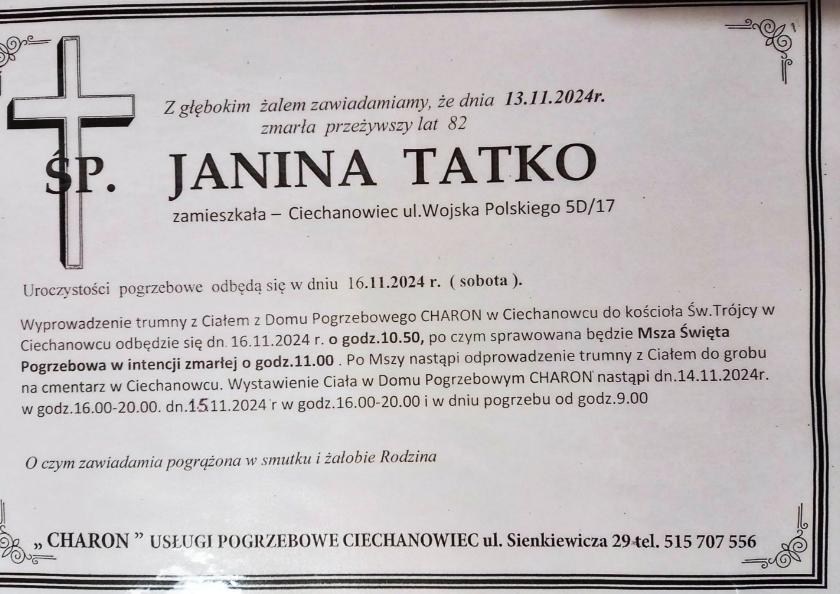 Z głębokim żalem zawiadamiamy, że dnia 13.11.2024r.
zmarła przeżywszy lat 82
ŚP. JANINA TATKO
zamieszkała – Ciechanowiec ul.Wojska Polskiego 5D/17
Uroczystości pogrzebowe odbędą się w dniu 16.11.2024 r. ( sobota ).
Wyprowadzenie trumny z Ciałem z Domu Pogrzebowego CHARON w Ciechanowcu do kościoła Św.Trójcy w
Ciechanowcu odbędzie się dn. 16.11.2024 r. o godz.10.50, po czym sprawowana będzie Msza Święta
Pogrzebowa w intencji zmarłej o godz.11.00 . Po Mszy nastąpi odprowadzenie trumny z Ciałem do grobu
na cmentarz w Ciechanowcu. Wystawienie Ciała w Domu Pogrzebowym CHARON nastąpi dn.14.11.2024r.
w godz.16.00-20.00. dn.15.11.2024 r w godz.16.00-20.00 i w dniu pogrzebu od godz.9.00
O czym zawiadamia pogrążona w smutku i żałobie Rodzina
„ CHARON ” USŁUGI POGRZEBOWE CIECHANOWIEC ul. Sienkiewicza 29 tel. 515 707 556